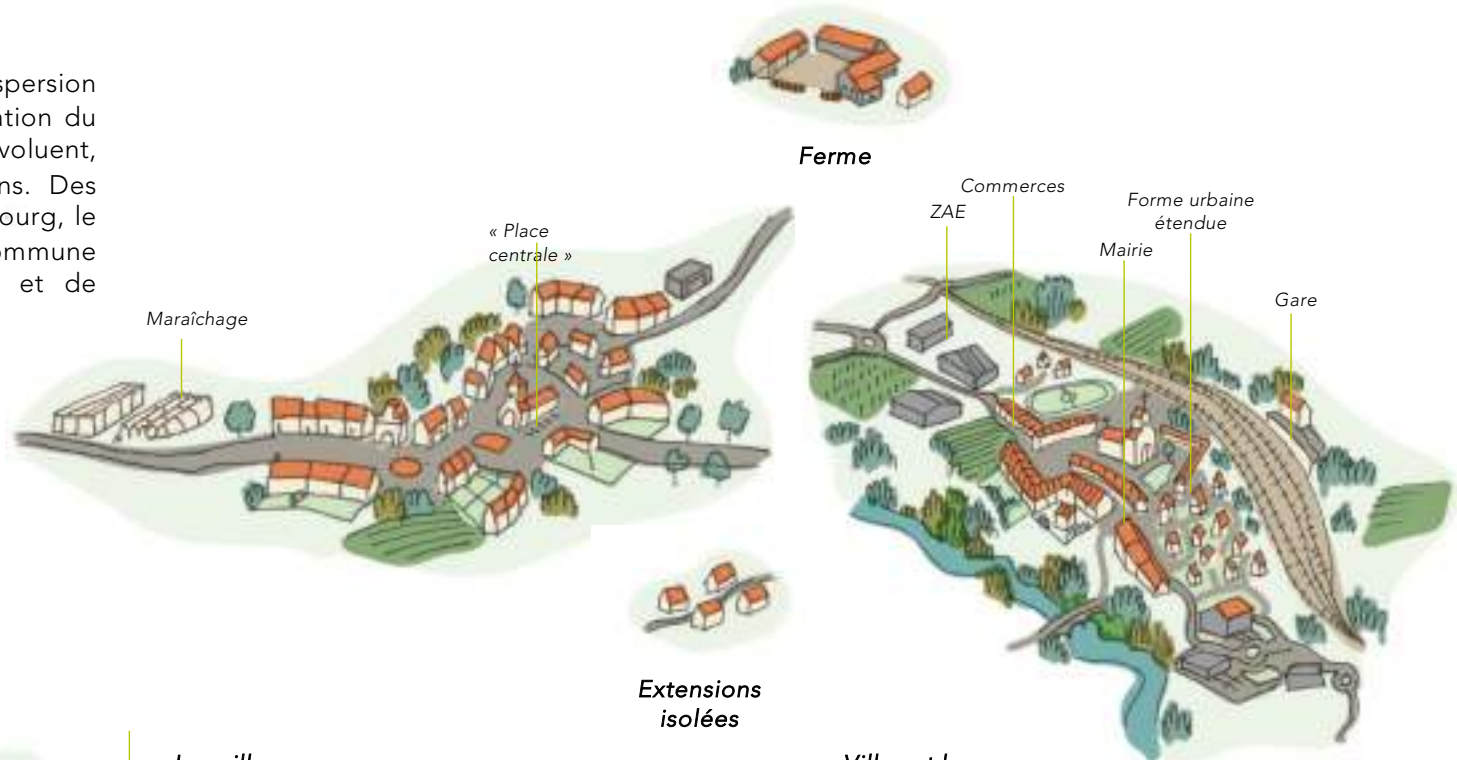 spersion
ation du
voluent,
ns. Des
ourg, le
ommune
et de
Ferme
Commerces
ZAE
Forme urbaine
étendue
Mairie
Gare
« Place
centrale »
Maraîchage
Extensions
isolées